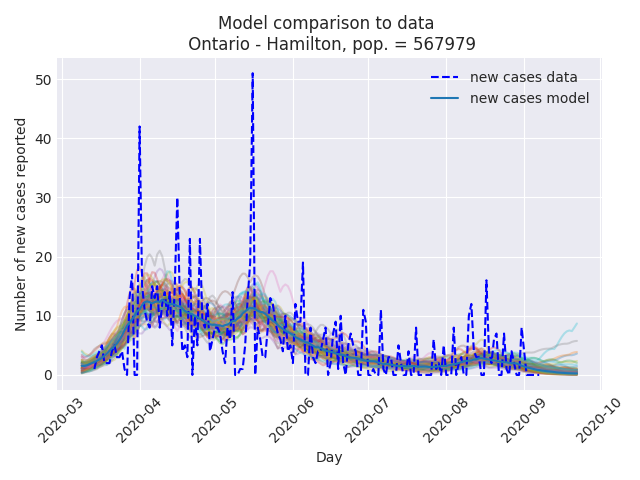 Model comparison to data
Ontario - Hamilton, pop. = 567979
new cases data
new cases model
Number of new cases reported
50
40
30
20
10
0
2020-03
2020-04
2020-05
2020-06
2020-07
2020-08
2020-09
2020-10
Day